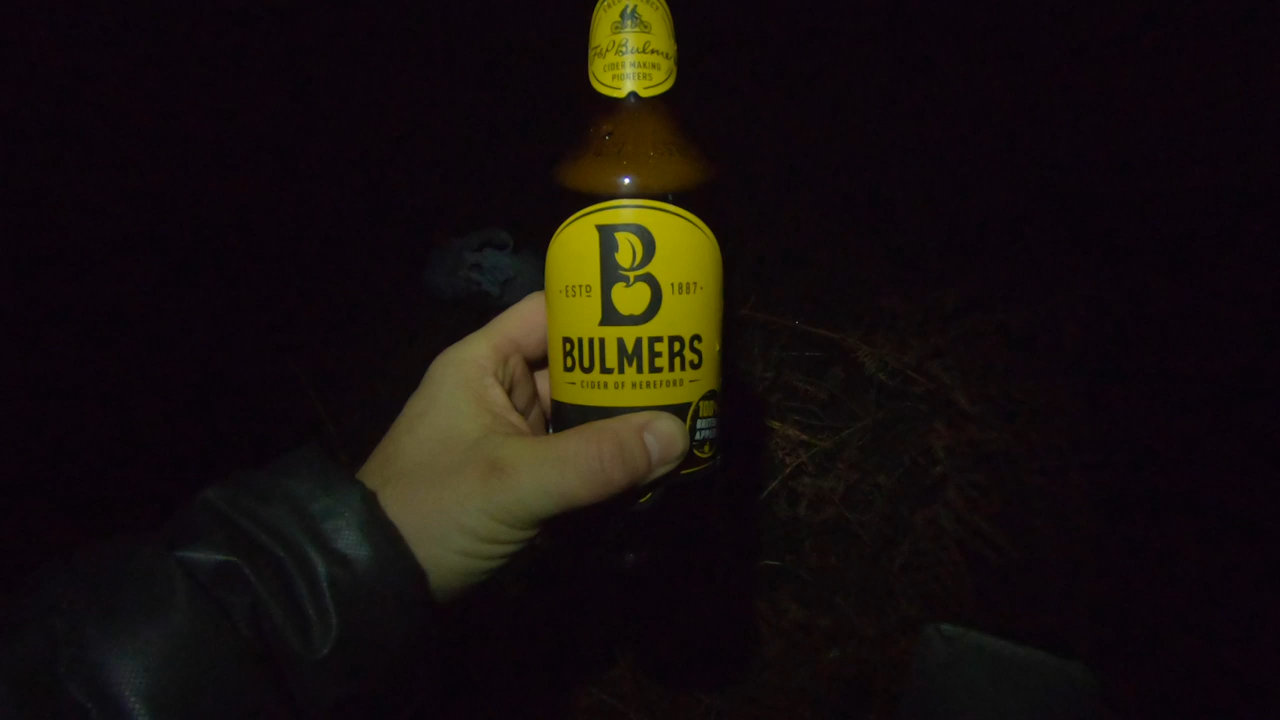 F&P Bulmer
CIDER MAKING
PIONEERS
B
ESTD 1887
BULMERS
CIDER OF HEREFORD
100%